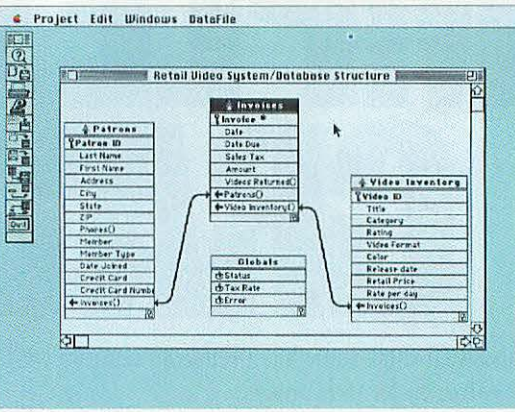 Project Edit Windows DataFile
Retail Video System/Database Structure
Patrons
Patron ID
Last Name
First Name
Address
City
State
ZIP
Phones()
Member
Member Type
Date Joined
Credit Card
Credit Card Numbe
Invoices()
Invoices
Invoice #
Date
Date Due
Sales Tax
Amount
Videos Returned()
Patrons()
Video Inventory()
Globals
Status
Tax Rate
Error
Video Inventory
Video ID
Title
Category
Rating
Video Format
Color
Release date
Retail Price
Rate per day
Invoices()
Quit